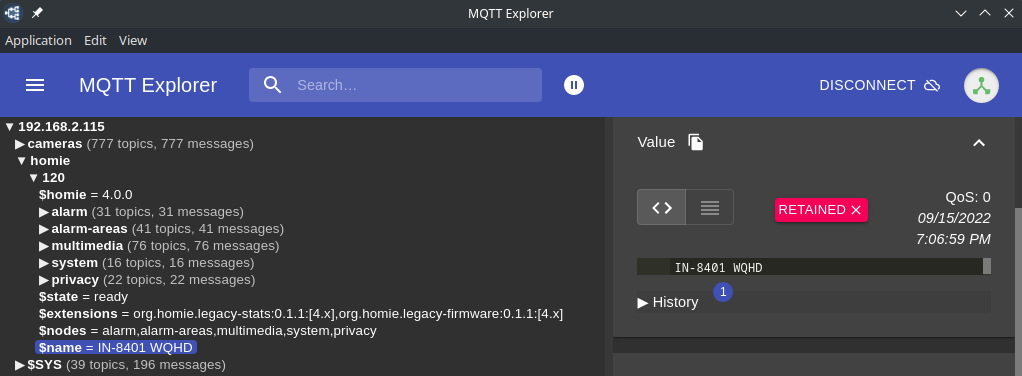 MQTT Explorer
Application Edit View
MQTT Explorer
Search...
DISCONNECT
▼ 192.168.2.115
▶ cameras (777 topics, 777 messages)
▼ homie
▼ 120
$homie = 4.0.0
▶ alarm (31 topics, 31 messages)
▶ alarm-areas (41 topics, 41 messages)
▶ multimedia (76 topics, 76 messages)
▶ system (16 topics, 16 messages)
▶ privacy (22 topics, 22 messages)
$state = ready
$extensions = org.homie.legacy-stats:0.1.1:[4.x],org.homie.legacy-firmware:0.1.1:[4.x]
$nodes = alarm,alarm-areas,multimedia,system,privacy
$name = IN-8401 WQHD
▶ $SYS (39 topics, 196 messages)
Value
RETAINED
QoS: 0
09/15/2022
7:06:59 PM
IN-8401 WQHD
▶ History 1